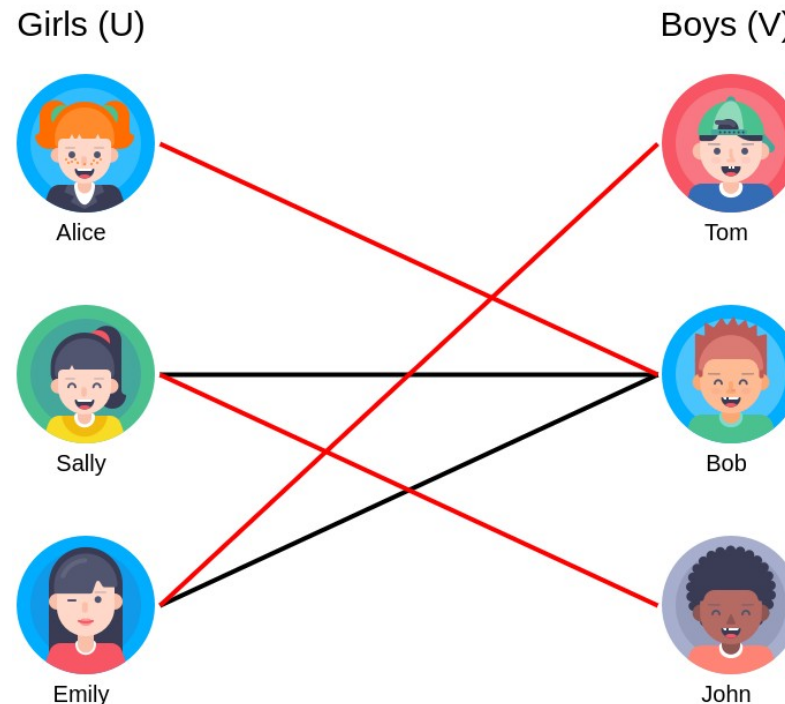 Girls (U)
Boys (V)
Alice
Tom
Sally
Bob
Emily
John